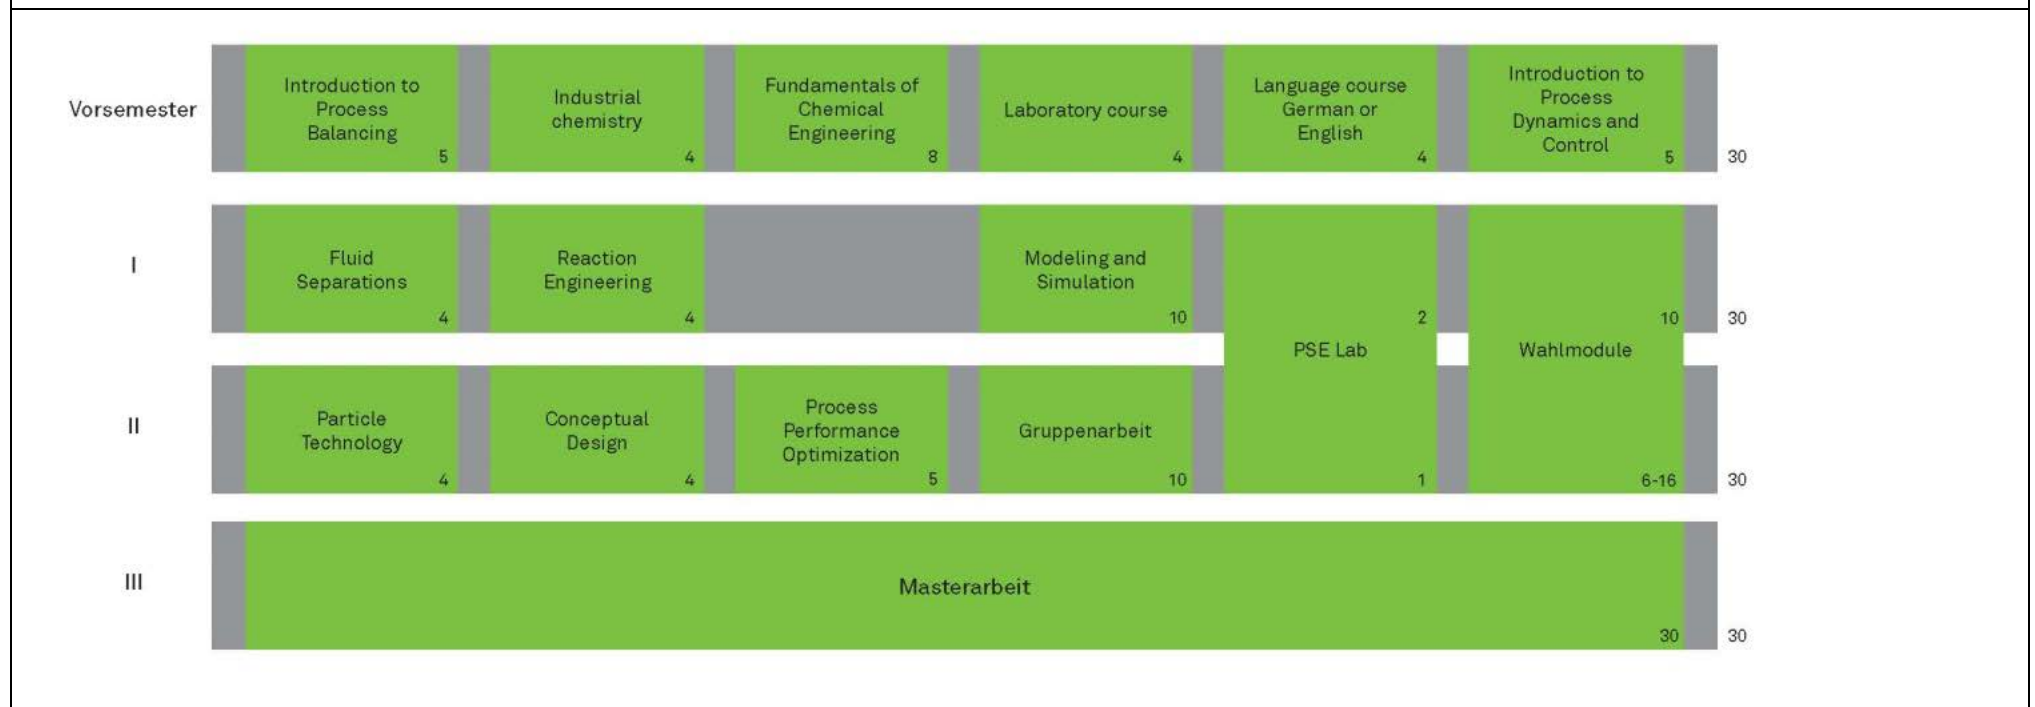 Vorsemester
Introduction to
Process
Balancing
5
Industrial
chemistry
4
Fundamentals of
Chemical
Engineering
8
Laboratory course
4
Language course
German or
English
4
Introduction to
Process
Dynamics and
Control
5
30
I
Fluid
Separations
4
Reaction
Engineering
4
Modeling and
Simulation
10
2
10
30
PSE Lab
Wahlmodule
II
Particle
Technology
4
Conceptual
Design
4
Process
Performance
Optimization
5
Gruppenarbeit
10
1
6-16
30
III
Masterarbeit
30
30